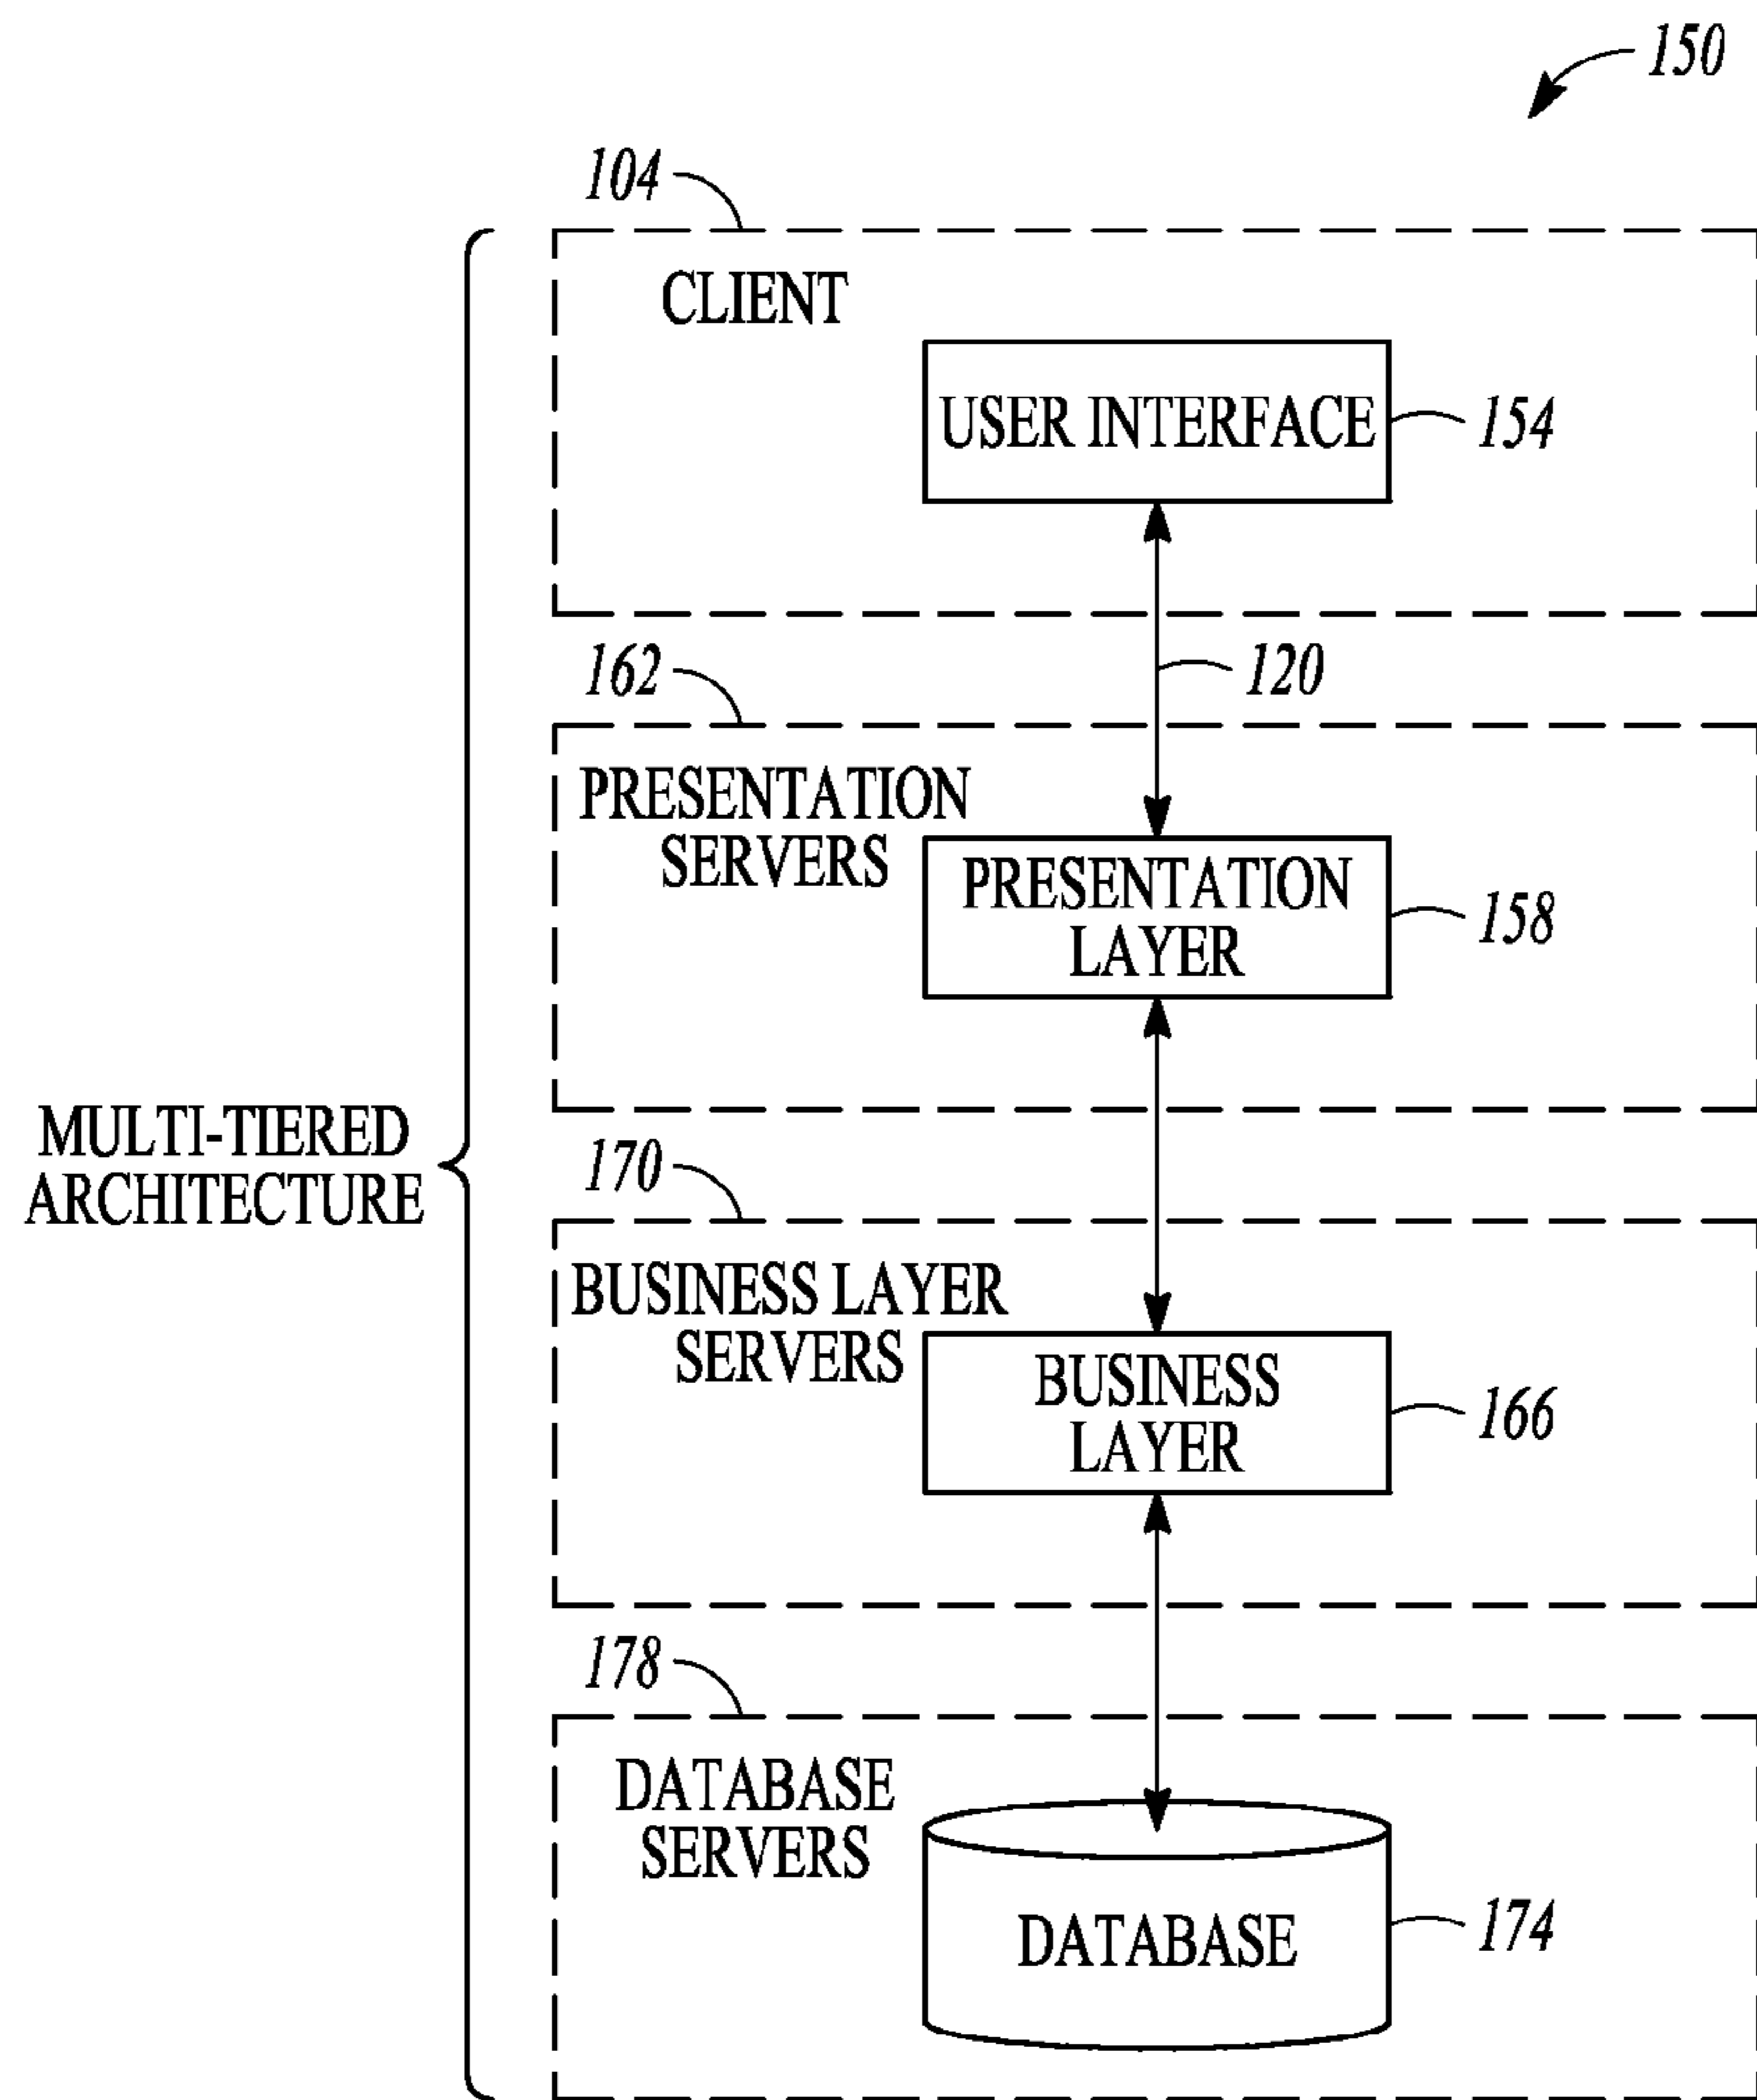 150
104
CLIENT
USER INTERFACE
154
162
120
PRESENTATION
SERVERS
PRESENTATION
LAYER
158
MULTI-TIERED
ARCHITECTURE
170
BUSINESS LAYER
SERVERS
BUSINESS
LAYER
166
178
DATABASE
SERVERS
DATABASE
174